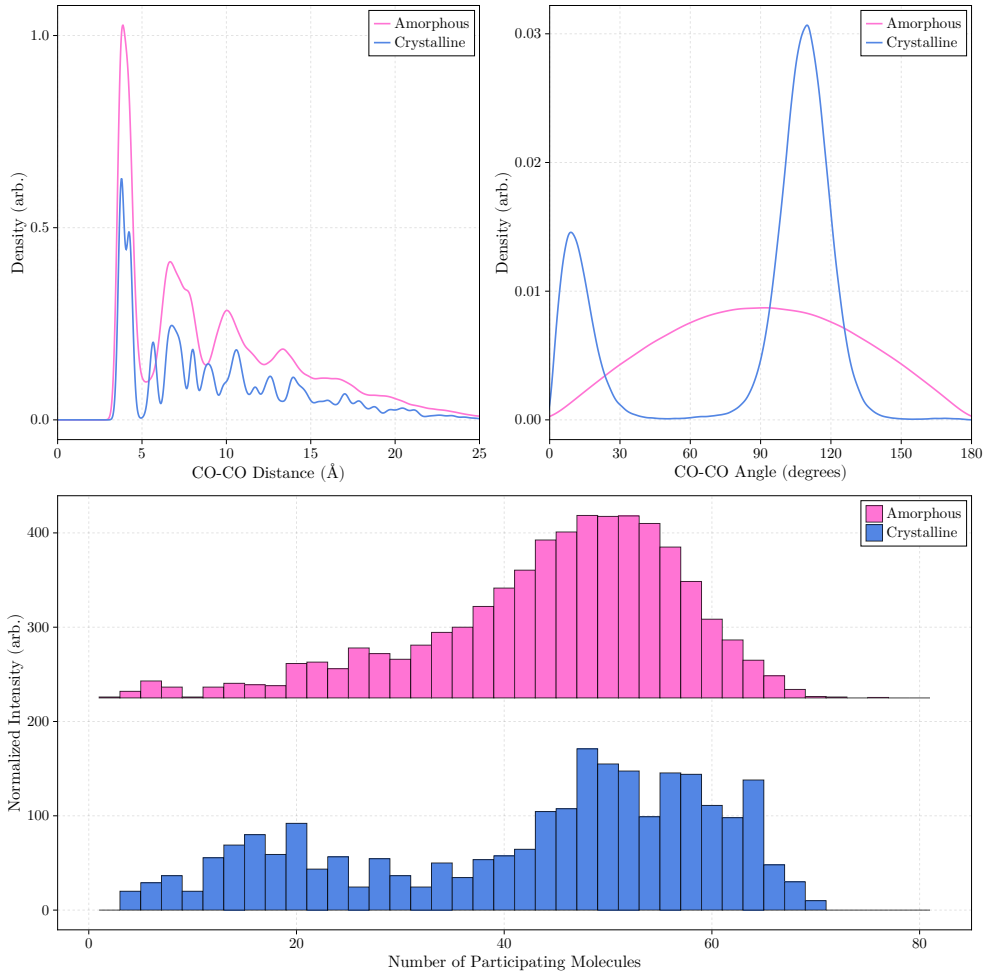 Amorphous
Crystalline
1.0
0.5
0.0
0
5
10
15
20
25
Density (arb.)
CO-CO Distance (Å)
Amorphous
Crystalline
0.03
0.02
0.01
0.00
0
30
60
90
120
150
180
Density (arb.)
CO-CO Angle (degrees)
Amorphous
Crystalline
400
300
200
100
0
0
20
40
60
80
Normalized Intensity (arb.)
Number of Participating Molecules